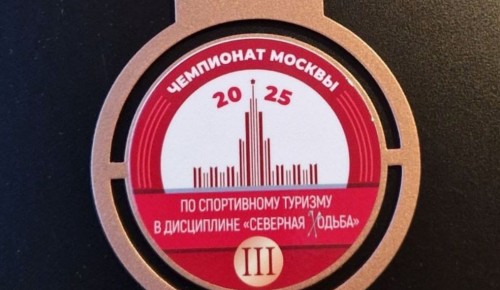 ЧЕМПИОНАТ МОСКВЫ
20 25
ПО СПОРТИВНОМУ ТУРИЗМУ
В ДИСЦИПЛИНЕ «СЕВЕРНАЯ ХОДЬБА»
III